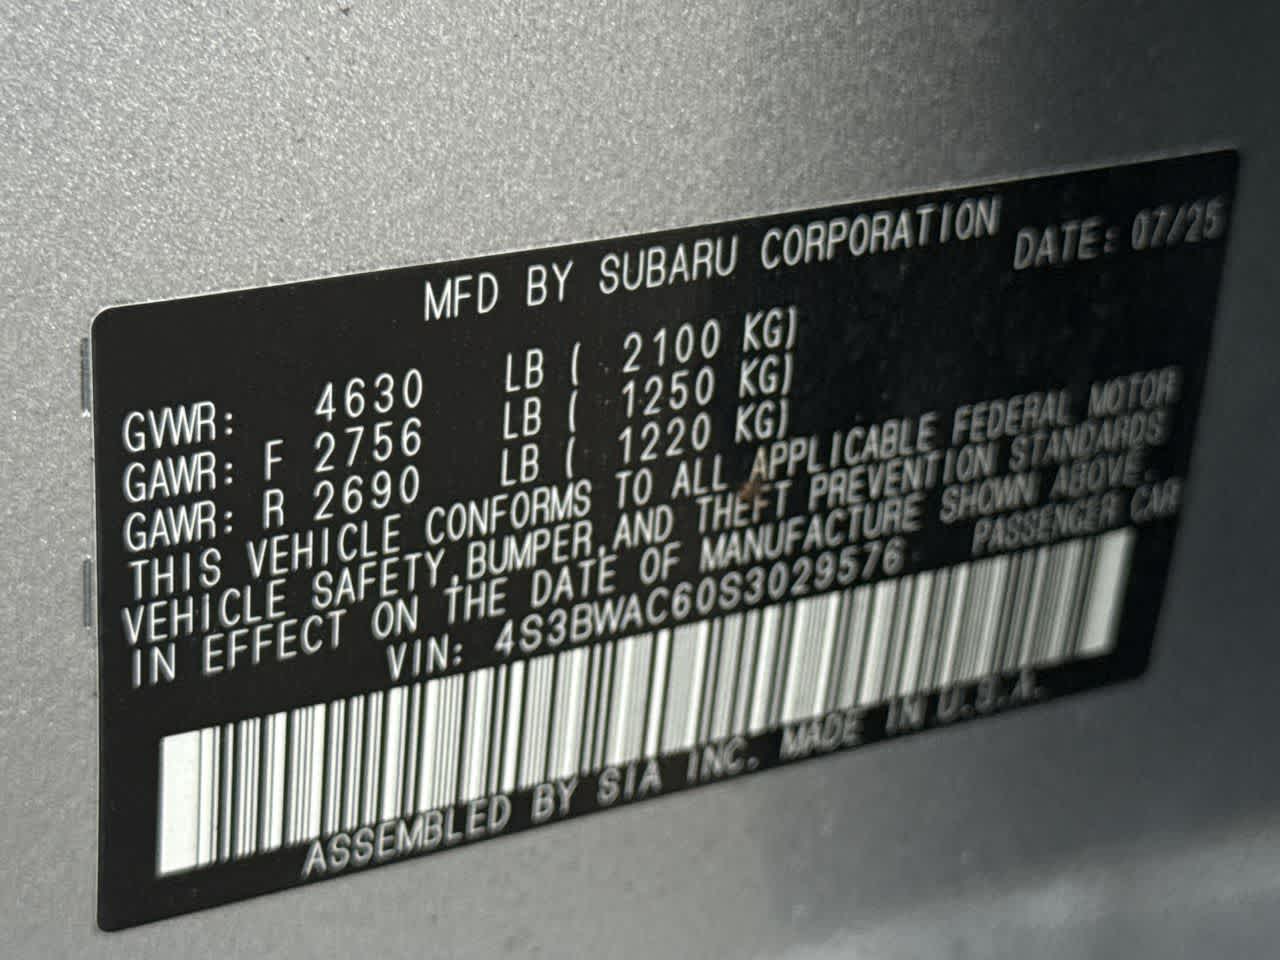 MFD BY SUBARU CORPORATION DATE: 07/25
GVWR: 4630 LB ( 2100 KG)
GAWR: F 2756 LB ( 1250 KG)
GAWR: R 2690 LB ( 1220 KG)
THIS VEHICLE CONFORMS TO ALL APPLICABLE FEDERAL MOTOR
VEHICLE SAFETY,BUMPER,AND THEFT PREVENTION STANDARDS
IN EFFECT ON THE DATE OF MANUFACTURE SHOWN ABOVE.
VIN: 4S3BWAC60S3029576 PASSENGER CAR
ASSEMBLED BY SIA INC. MADE IN U.S.A.